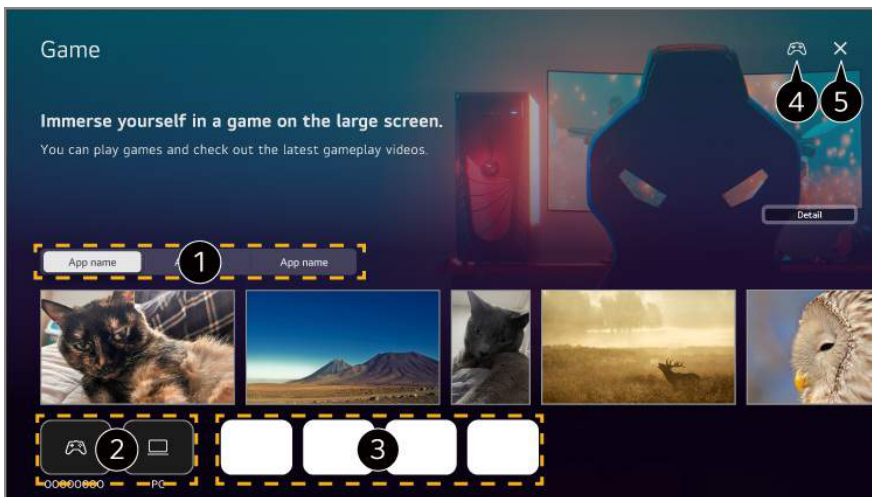 Game
4 5
Immerse yourself in a game on the large screen.
You can play games and check out the latest gameplay videos.
Detail
App name 1 App name
2 3
OOOOOOOO PC